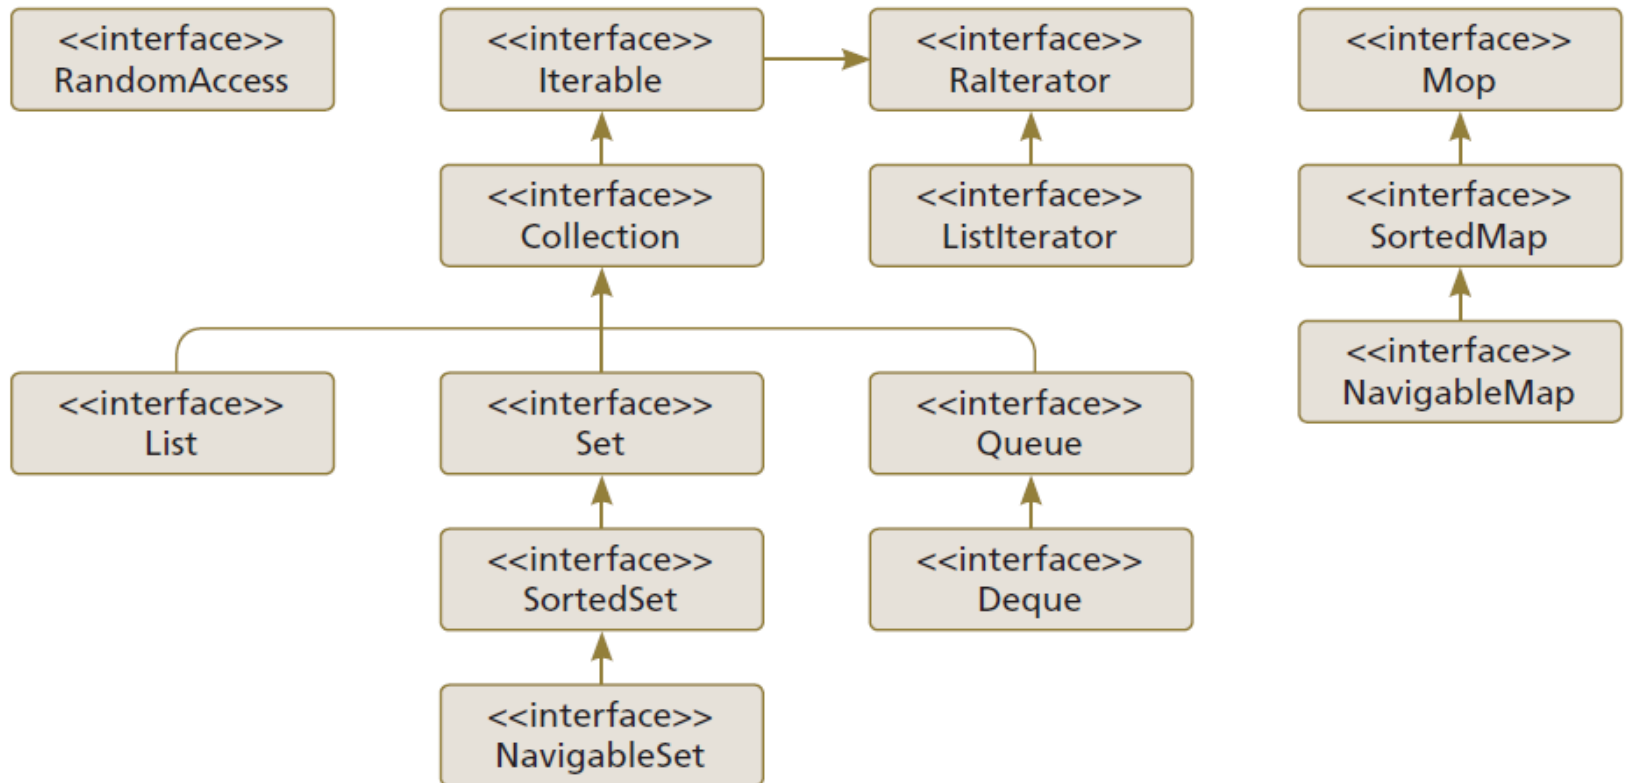 <<interface>>
RandomAccess
<<interface>>
Iterable
<<interface>>
RaIterator
<<interface>>
Mop
<<interface>>
Collection
<<interface>>
ListIterator
<<interface>>
SortedMap
<<interface>>
NavigableMap
<<interface>>
List
<<interface>>
Set
<<interface>>
Queue
<<interface>>
SortedSet
<<interface>>
Deque
<<interface>>
NavigableSet